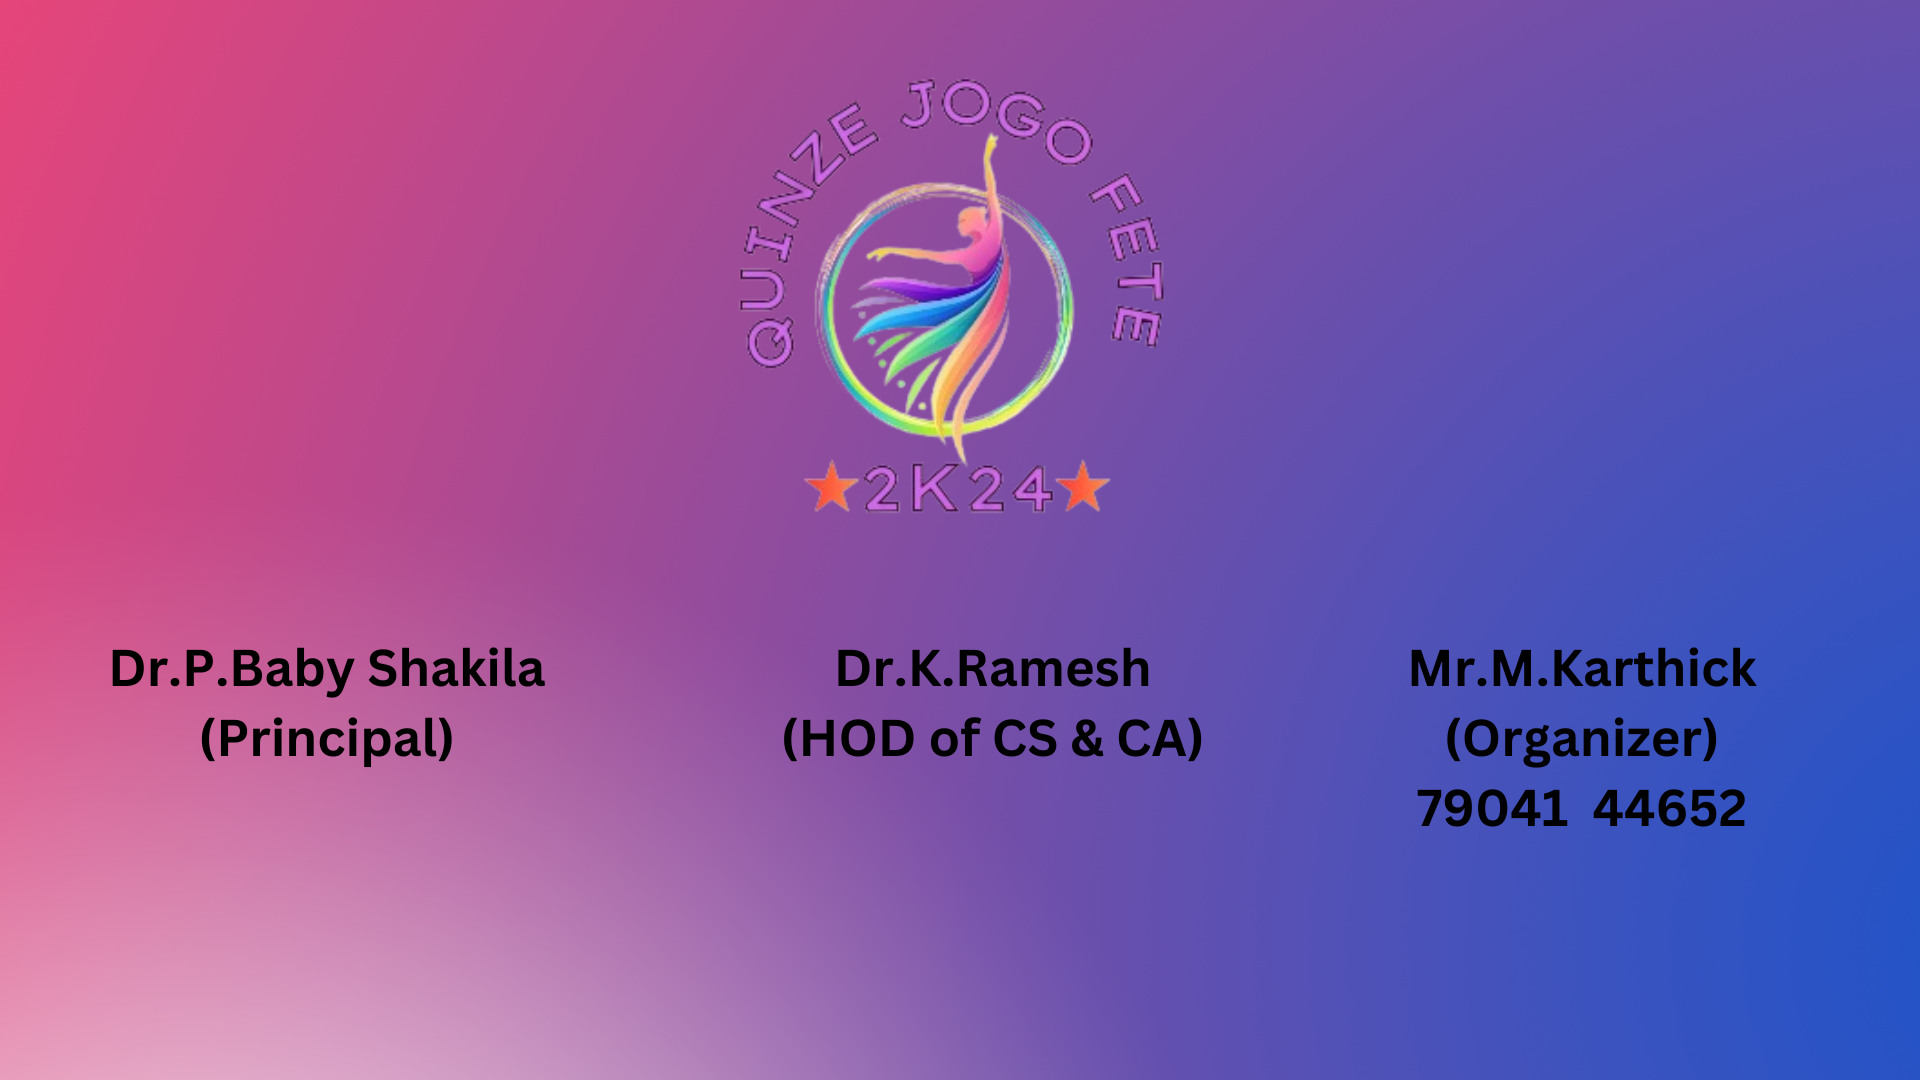 QUINZE JOGO FETE
★2K24★
Dr.P.Baby Shakila
(Principal)
Dr.K.Ramesh
(HOD of CS & CA)
Mr.M.Karthick
(Organizer)
79041 44652